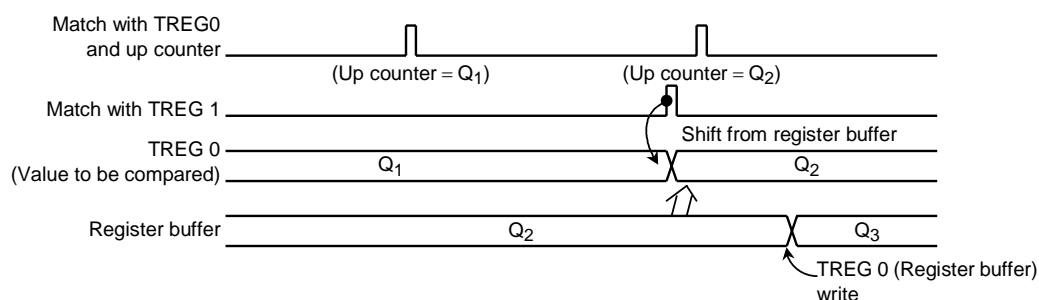 Match with TREG0
and up counter
(Up counter = Q1)
(Up counter = Q2)
Match with TREG 1
Shift from register buffer
TREG 0
(Value to be compared)
Q1
Q2
Register buffer
Q2
Q3
TREG 0 (Register buffer)
write